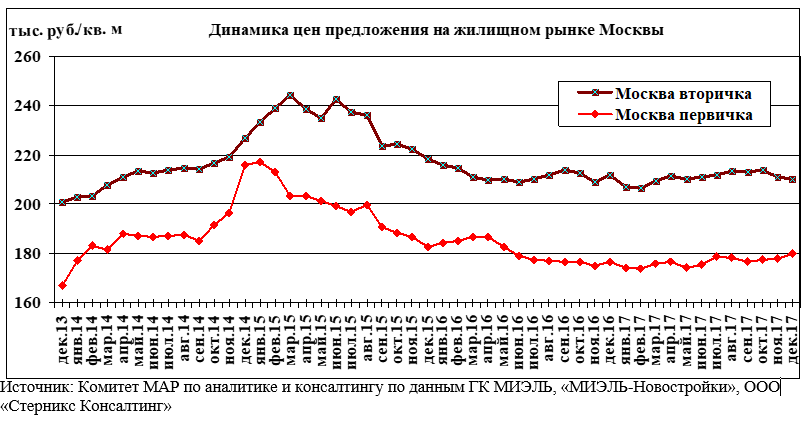 тыс. руб./кв. м
Динамика цен предложения на жилищном рынке Москвы
260
240
220
200
180
160
Москва вторичка
Москва первичка
дек.13
янв.14
фев.14
мар.14
апр.14
май.14
июн.14
июл.14
авг.14
сен.14
окт.14
ноя.14
дек.14
янв.15
фев.15
мар.15
апр.15
май.15
июн.15
июл.15
авг.15
сен.15
окт.15
ноя.15
дек.15
янв.16
фев.16
мар.16
апр.16
май.16
июн.16
июл.16
авг.16
сен.16
окт.16
ноя.16
дек.16
янв.17
фев.17
мар.17
апр.17
май.17
июн.17
июл.17
авг.17
сен.17
окт.17
ноя.17
дек.17
Источник: Комитет МАР по аналитике и консалтингу по данным ГК МИЭЛЬ, «МИЭЛЬ-Новостройки», ООО
«Стерникс Консалтинг»